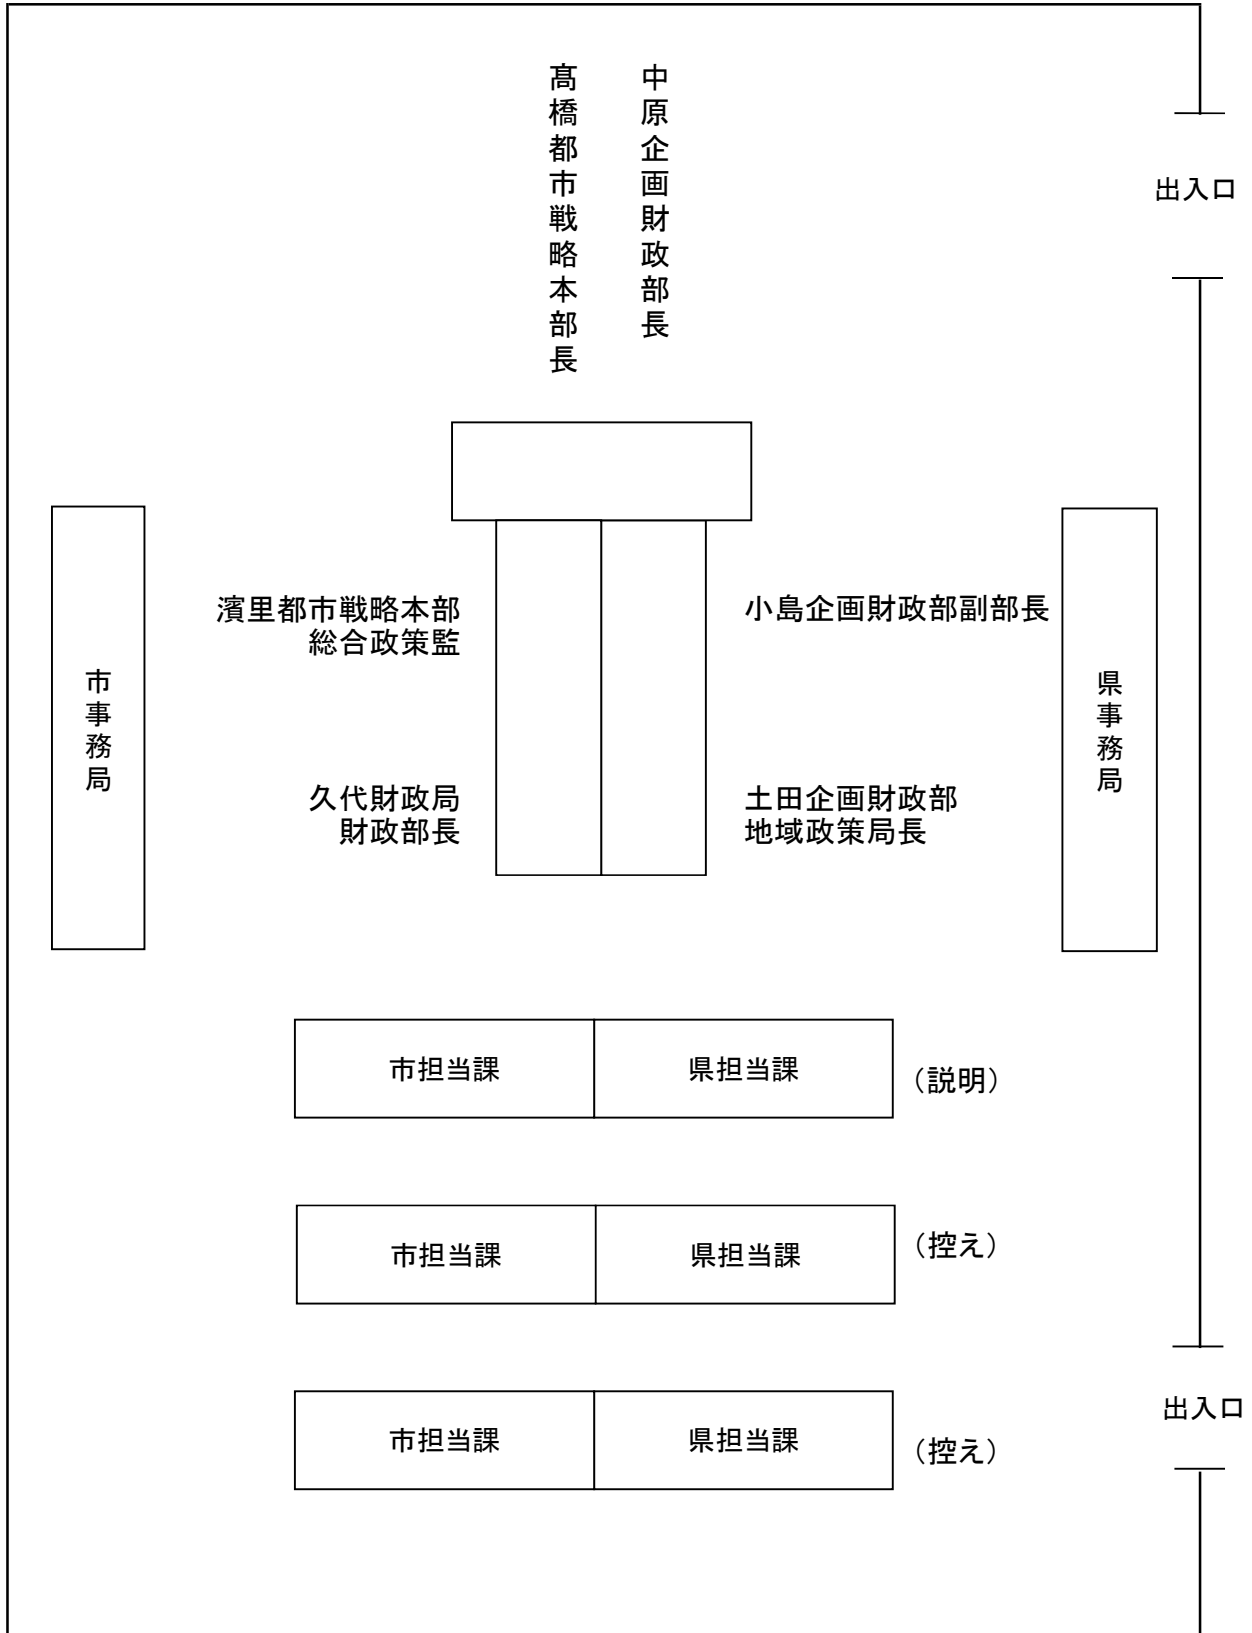 中原企画財政部長
髙橋都市戦略本部長
出入口
濱里都市戦略本部
総合政策監
小島企画財政部副部長
市事務局
県事務局
久代財政局
財政部長
土田企画財政部
地域政策局長
市担当課
県担当課
（説明）
市担当課
県担当課
（控え）
出入口
市担当課
県担当課
（控え）